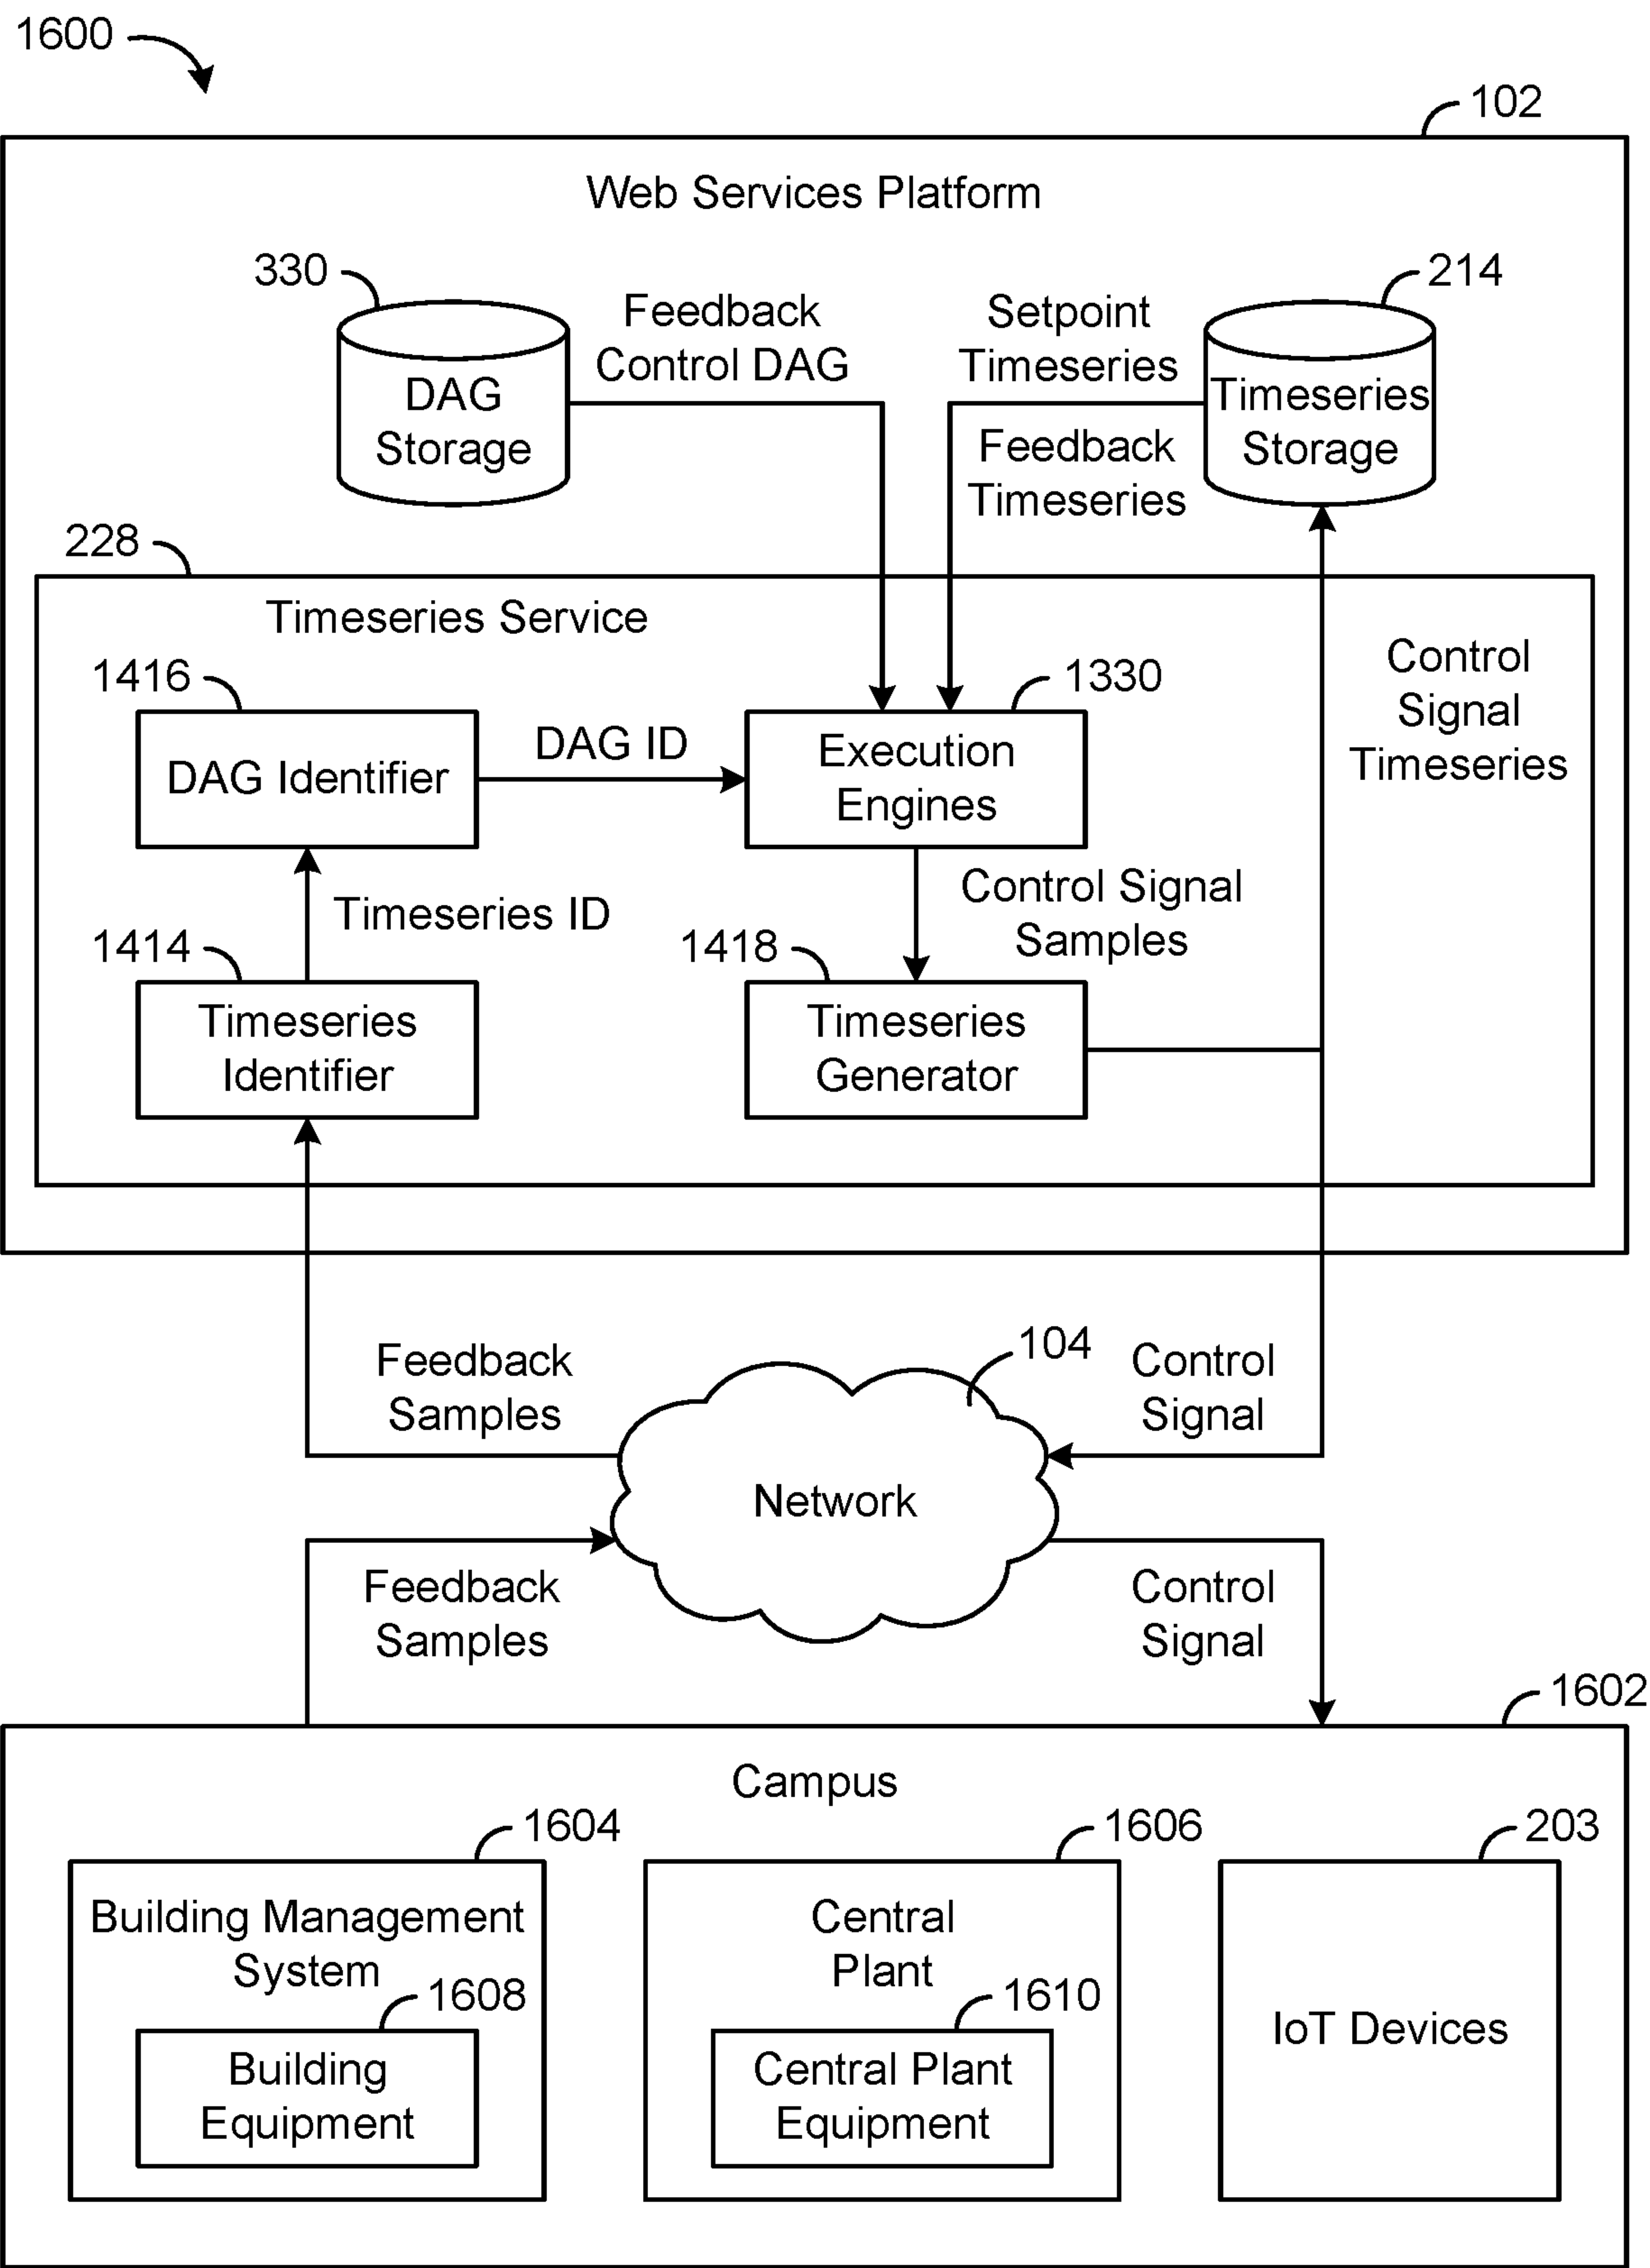 1600
102
Web Services Platform
330
Feedback
Control DAG
Setpoint
Timeseries
214
DAG
Storage
Timeseries
Storage
Feedback
Timeseries
228
Timeseries Service
Control
Signal
Timeseries
1416
1330
DAG Identifier
DAG ID
Execution
Engines
Timeseries ID
Control Signal
Samples
1414
1418
Timeseries
Identifier
Timeseries
Generator
Feedback
Samples
104
Control
Signal
Network
Feedback
Samples
Control
Signal
1602
Campus
1604
1606
203
Building Management
System
Central
Plant
1608
1610
IoT Devices
Building
Equipment
Central Plant
Equipment